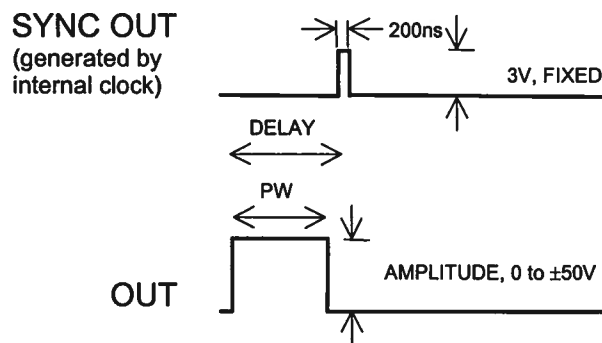 SYNC OUT
(generated by
internal clock)
200ns
3V, FIXED
DELAY
PW
AMPLITUDE, 0 to ±50V
OUT